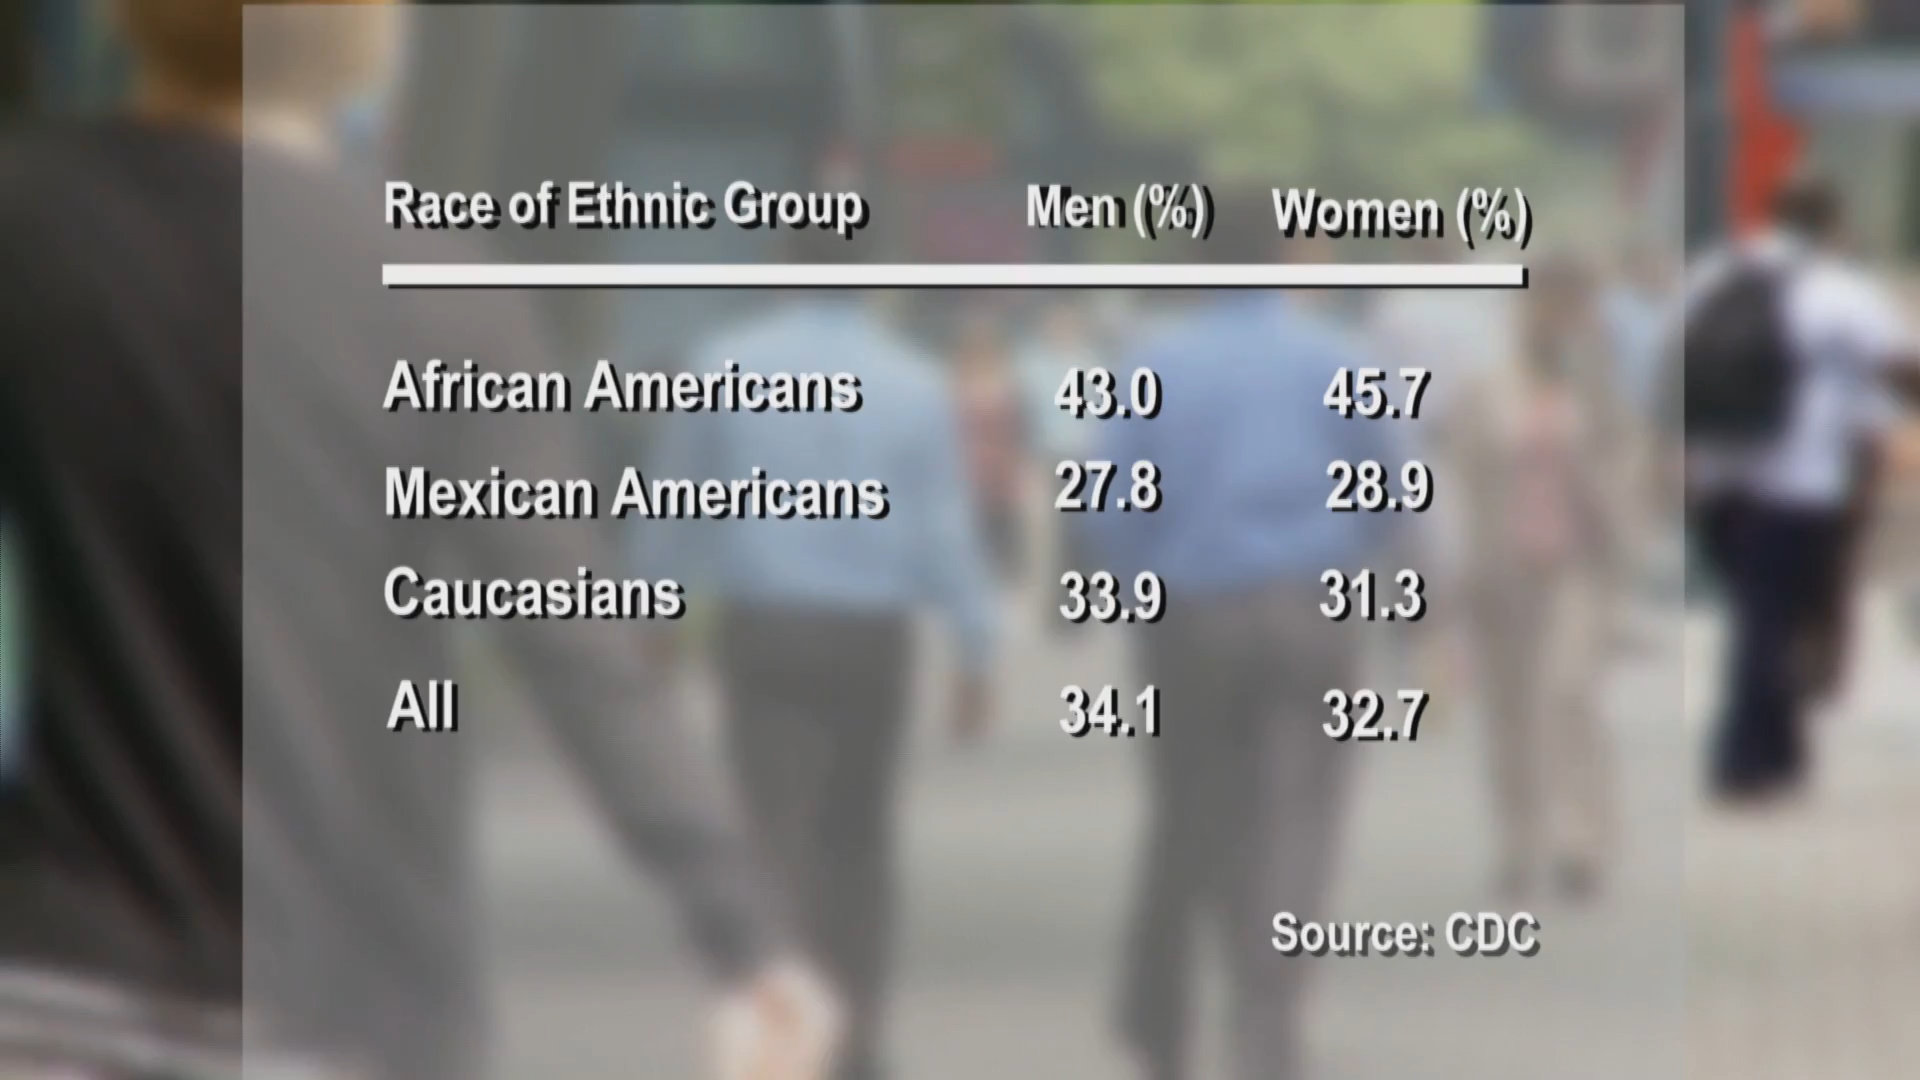 Race of Ethnic Group Men (%) Women (%)
African Americans 43.0 45.7
Mexican Americans 27.8 28.9
Caucasians 33.9 31.3
All 34.1 32.7
Source: CDC